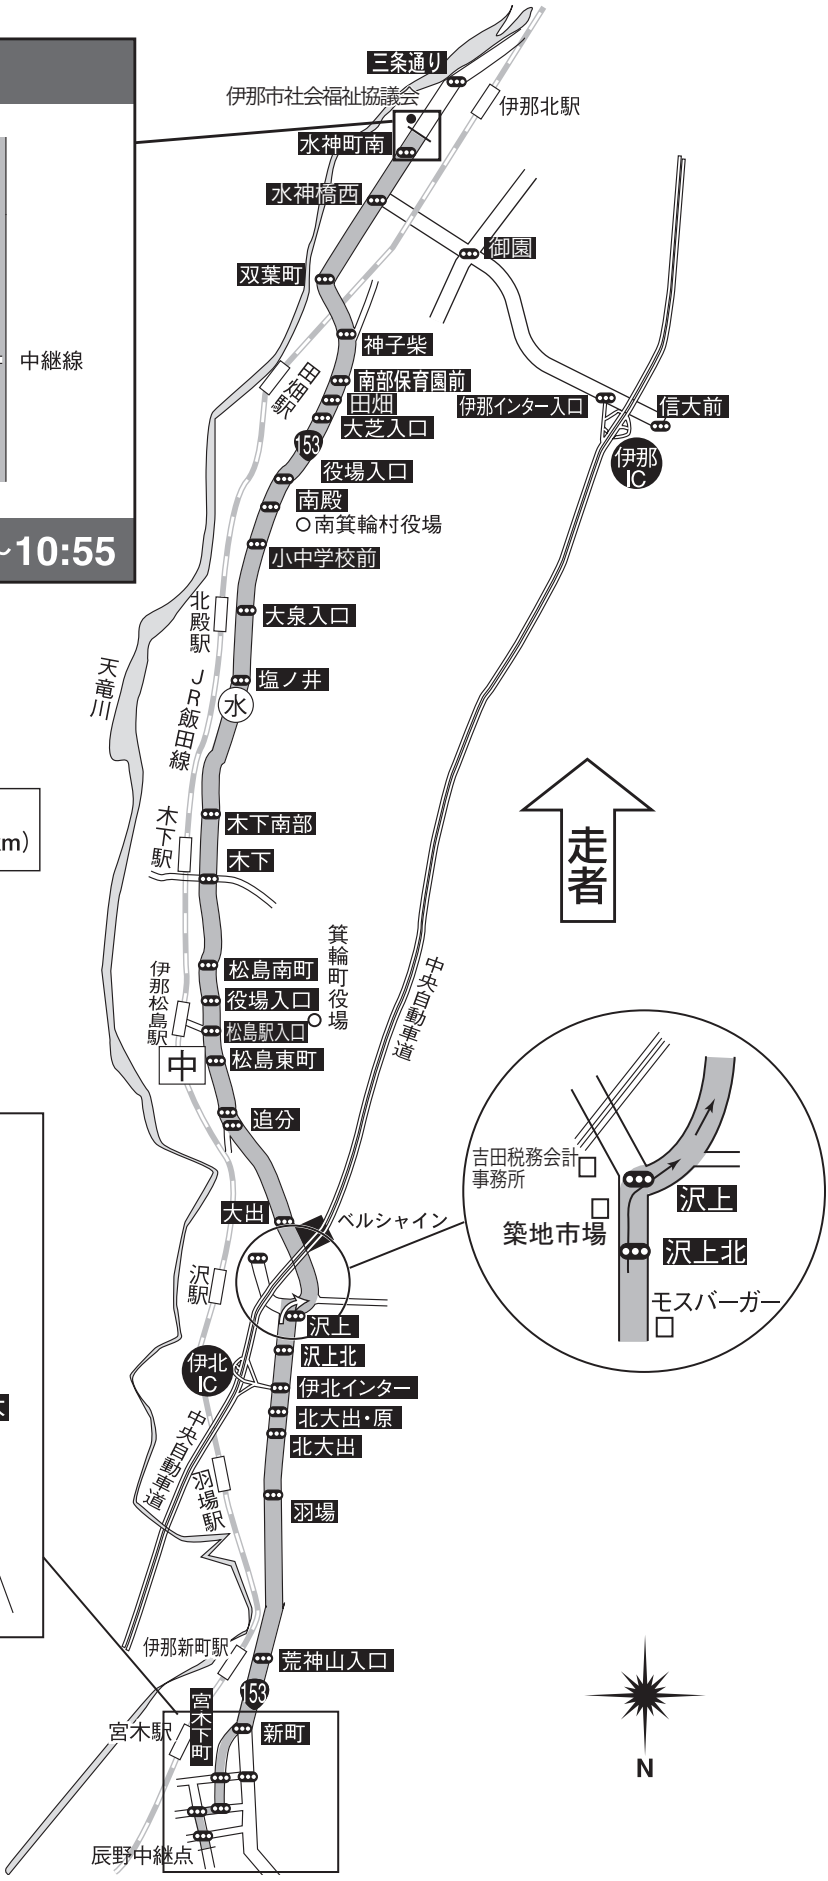 三条通り
伊那市社会福祉協議会
伊那北駅
水神町南
水神橋西
御園
双葉町
神子柴
中継線
田畑駅
南部保育園前
田畑
伊那インター入口
信大前
大芝入口
153
伊那
IC
役場入口
南殿
南箕輪村役場
～10:55
小中学校前
北殿駅
大泉入口
天竜川
塩ノ井
JR飯田線
水
km)
木下南部
木下駅
木下
走者
箕輪町役場
松島南町
伊那松島駅
役場入口
松島駅入口
中央自動車道
松島東町
中
追分
吉田税務会計
事務所
沢上
築地市場
沢上北
モスバーガー
大出
ベルシャイン
沢駅
沢上
沢上北
伊北
IC
伊北インター
北大出・原
北大出
中央自動車道
羽場駅
羽場
伊那新町駅
荒神山入口
153
宮木下町
宮木駅
新町
N
辰野中継点